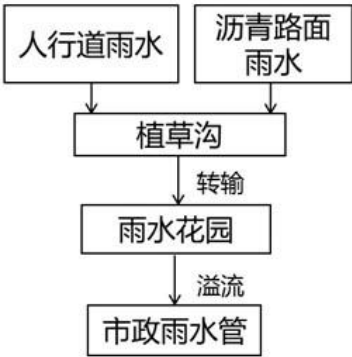 人行道雨水
沥青路面
雨水
植草沟
转输
雨水花园
溢流
市政雨水管